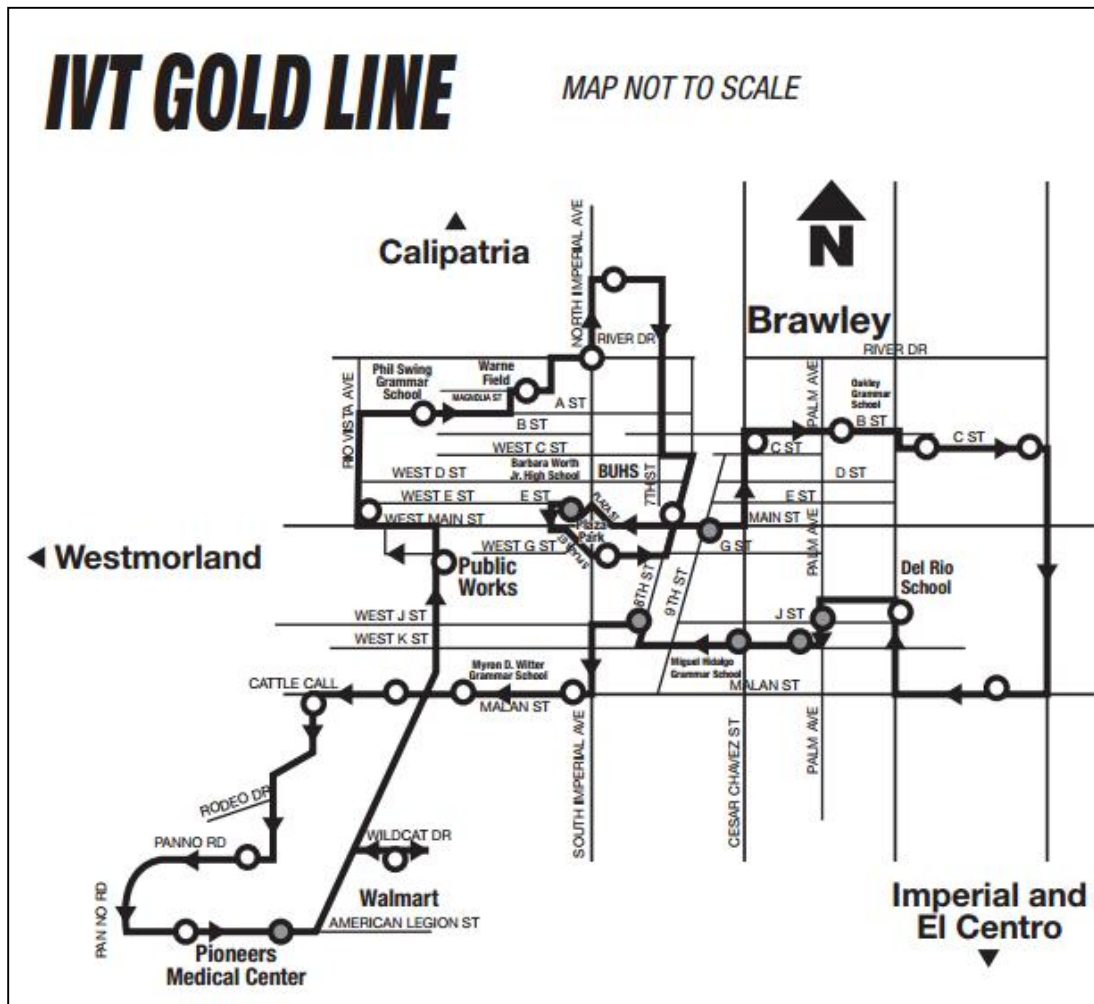 IVT GOLD LINE
MAP NOT TO SCALE
NORTH IMPERIAL AVE
Calipatria
N
Brawley
RIVER DR
RIVER DR
Phil Swing
Grammar
School
Warne
Field
MAGNOLIA ST
RIO VISTA AVE
PALM AVE
Oakley
Grammar
School
A ST
B ST
B ST
C ST
WEST C ST
C ST
Barbara Worth
Jr. High School
BUHS
7TH ST
WEST D ST
D ST
WEST E ST
E ST
PLAZA ST
E ST
WEST MAIN ST
Plaza
Park
MAIN ST
PALM AVE
Westmorland
WEST G ST
S PLAZA ST
G ST
Public
Works
8TH ST
9TH ST
Del Rio
School
WEST J ST
J ST
WEST K ST
Myron D. Witter
Grammar School
Miguel Hidalgo
Grammar School
CATTLE CALL
MALAN ST
MALAN ST
SOUTH IMPERIAL AVE
CESAR CHAVEZ ST
PALM AVE
RODEO DR
PANNO RD
WILDCAT DR
Walmart
PAN NO RD
AMERICAN LEGION ST
Pioneers
Medical Center
Imperial and
El Centro